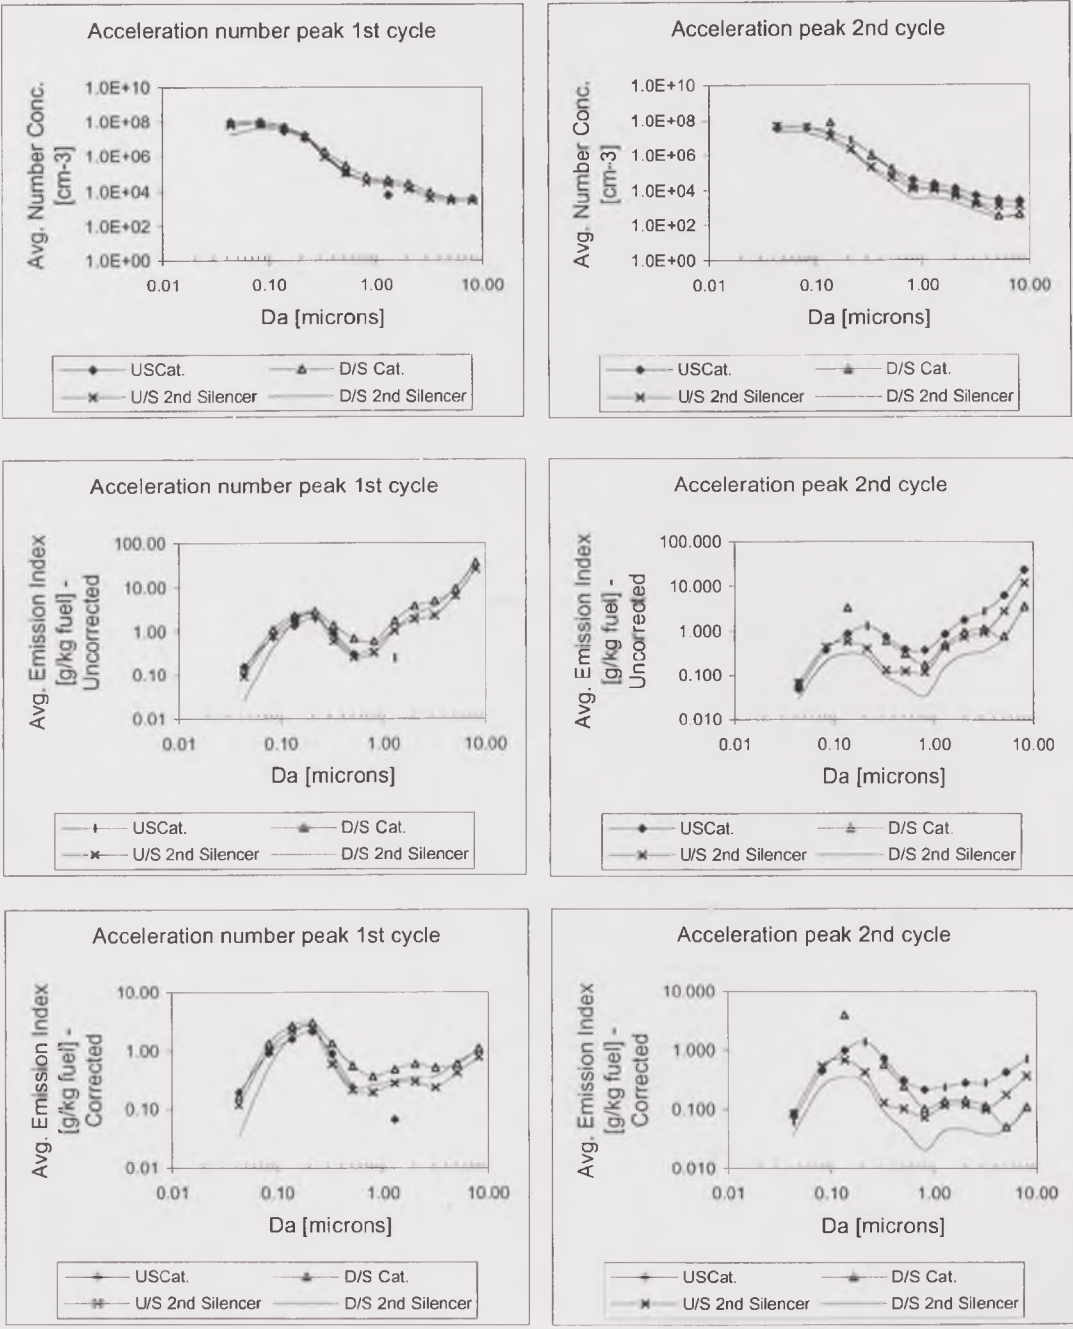 Acceleration number peak 1st cycle
Avg. Number Conc.
[cm-3]
1.0E+10
1.0E+08
1.0E+06
1.0E+04
1.0E+02
1.0E+00
0.01 0.10 1.00 10.00
Da [microns]
USCat. D/S Cat.
U/S 2nd Silencer D/S 2nd Silencer
Acceleration peak 2nd cycle
Avg. Number Conc.
[cm-3]
1.0E+10
1.0E+08
1.0E+06
1.0E+04
1.0E+02
1.0E+00
0.01 0.10 1.00 10.00
Da [microns]
USCat. D/S Cat.
U/S 2nd Silencer D/S 2nd Silencer
Acceleration number peak 1st cycle
Avg. Emission Index
[g/kg fuel] -
Uncorrected
100.00
10.00
1.00
0.10
0.01
0.01 0.10 1.00 10.00
Da [microns]
USCat. D/S Cat.
U/S 2nd Silencer D/S 2nd Silencer
Acceleration peak 2nd cycle
Avg. Emission Index
[g/kg fuel] -
Uncorrected
100.000
10.000
1.000
0.100
0.010
0.01 0.10 1.00 10.00
Da [microns]
USCat. D/S Cat.
U/S 2nd Silencer D/S 2nd Silencer
Acceleration number peak 1st cycle
Avg. Emission Index
[g/kg fuel] -
Corrected
10.00
1.00
0.10
0.01
0.01 0.10 1.00 10.00
Da [microns]
USCat. D/S Cat.
U/S 2nd Silencer D/S 2nd Silencer
Acceleration peak 2nd cycle
Avg. Emission Index
[g/kg fuel] -
Corrected
10.000
1.000
0.100
0.010
0.01 0.10 1.00 10.00
Da [microns]
USCat. D/S Cat.
U/S 2nd Silencer D/S 2nd Silencer